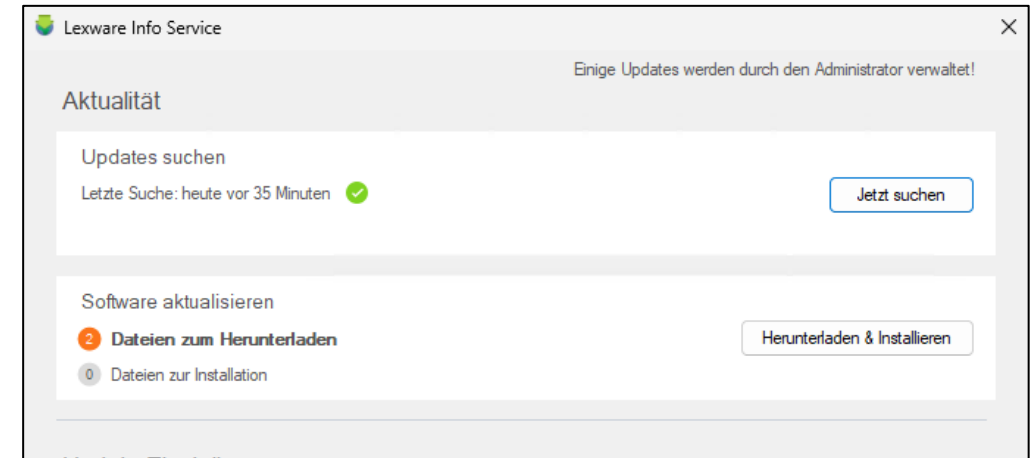 Lexware Info Service
Einige Updates werden durch den Administrator verwaltet!
Aktualität
Updates suchen
Letzte Suche: heute vor 35 Minuten
Jetzt suchen
Software aktualisieren
2 Dateien zum Herunterladen
Herunterladen & Installieren
0 Dateien zur Installation